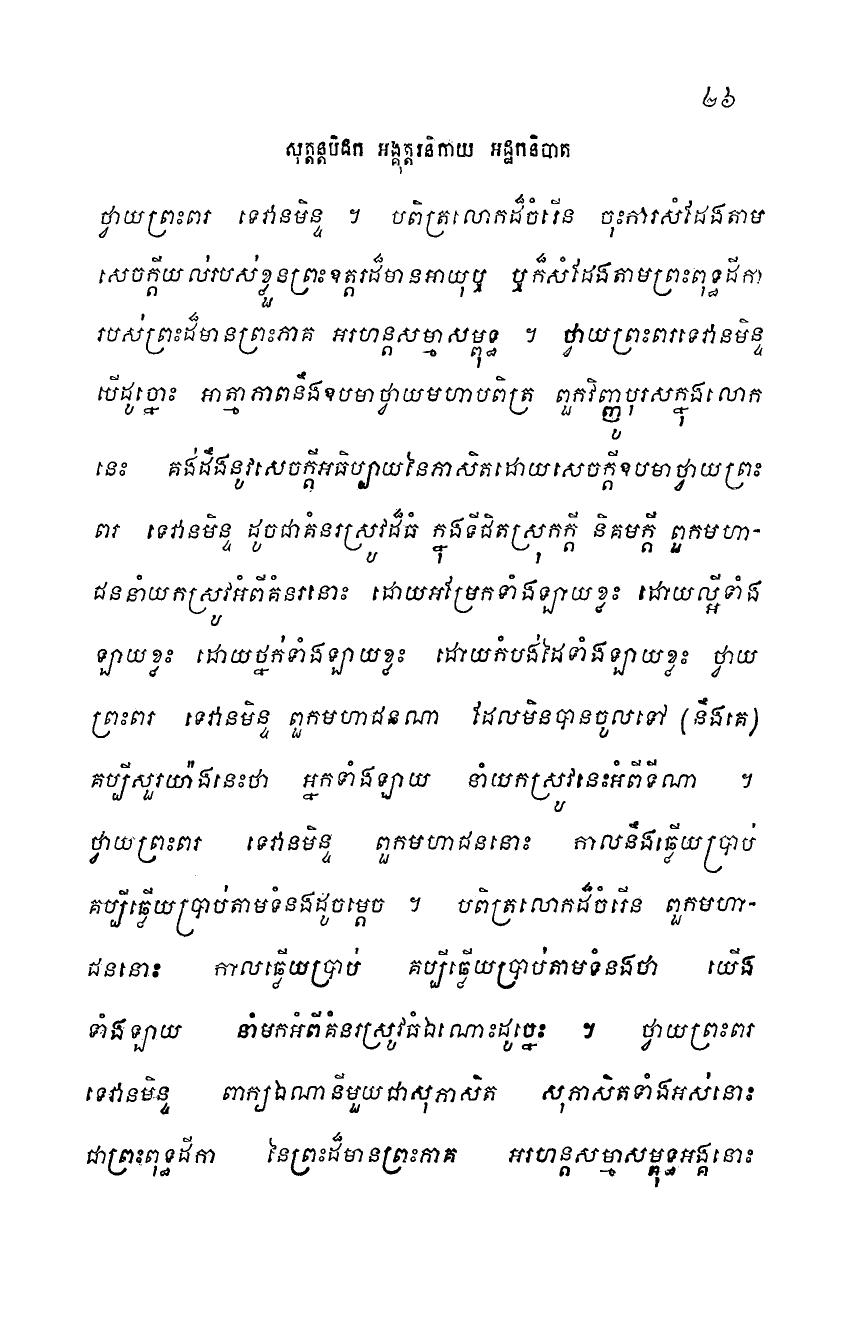 ២៦
សុត្តន្តបិដក អង្គុត្តរនិកាយ អដ្ឋកនិបាត
ថ្វាយព្រះពរ ទេវានមិន្ទ ។ បពិត្រលោកដ៏ចំរើន ចុះការសំដែងតាម
សេចក្តីយល់របស់ខ្លួនព្រះឧត្តរដ៏មានអាយុឬ ឬក៏សំដែងតាមព្រះពុទ្ធដីកា
របស់ព្រះដ៏មានព្រះភាគ អរហន្តសម្មាសម្ពុទ្ធ ។ ថ្វាយព្រះពរទេវានមិន្ទ
បើដូច្នោះ អាត្មាភាពនឹងឧបមាថ្វាយមហាបពិត្រ ពួកវិញ្ញូបុរសក្នុងលោក
នេះ គង់ដឹងនូវសេចក្តីអធិប្បាយនៃភាសិតដោយសេចក្តីឧបមាថ្វាយព្រះ
ពរ ទេវានមិន្ទ ដូចជាគំនរស្រូវដ៏ធំ ក្នុងទីជិតស្រុកក្តី និគមក្តី ពួកមហា-
ជននាំយកស្រូវអំពីគំនរនោះ ដោយអម្រែកទាំងឡាយខ្លះ ដោយល្អីទាំង
ឡាយខ្លះ ដោយថ្នក់ទាំងឡាយខ្លះ ដោយកំបង់ដៃទាំងឡាយខ្លះ ថ្វាយ
ព្រះពរ ទេវានមិន្ទ ពួកមហាជនណា ដែលមិនបានចូលទៅ (នឹងគេ)
គប្បីសួរយ៉ាងនេះថា អ្នកទាំងឡាយ នាំយកស្រូវនេះអំពីទីណា ។
ថ្វាយព្រះពរ ទេវានមិន្ទ ពួកមហាជននោះ កាលនឹងឆ្លើយប្រាប់
គប្បីឆ្លើយប្រាប់តាមទំនងដូចម្តេច ។ បពិត្រលោកដ៏ចំរើន ពួកមហា-
ជននោះ កាលឆ្លើយប្រាប់ គប្បីឆ្លើយប្រាប់តាមទំនងថា យើង
ទាំងឡាយ នាំមកអំពីគំនរស្រូវធំឯណោះដូច្នេះ ។ ថ្វាយព្រះពរ
ទេវានមិន្ទ ពាក្យឯណានីមួយជាសុភាសិត សុភាសិតទាំងអស់នោះ
ជាព្រះពុទ្ធដីកា នៃព្រះដ៏មានព្រះភាគ អរហន្តសម្មាសម្ពុទ្ធអង្គនោះ